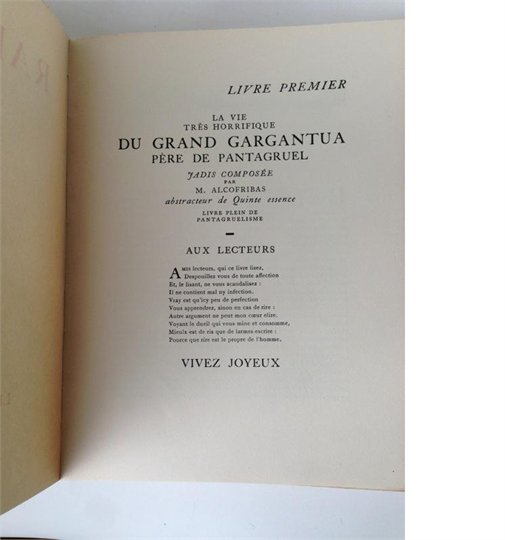 LIVRE PREMIER
LA VIE
TRÈS HORRIFIQUE
DU GRAND GARGANTUA
PÈRE DE PANTAGRUEL
JADIS COMPOSÉE
PAR
M. ALCOFRIBAS
abstracteur de Quinte essence
LIVRE PLEIN DE
PANTAGRUELISME
AUX LECTEURS
AMIS lecteurs, qui ce livre lisez,
Despouillez vous de toute affection
Et, le lisant, ne vous scandalisez :
Il ne contient mal ny infection.
Vray est qu'icy peu de perfection
Vous apprendrez, sinon en cas de rire :
Autre argument ne peut mon cœur elire.
Voyant le dueil qui vous mine et consomme,
Mieulx est de ris que de larmes escrire :
Pource que rire est le propre de l'homme.
VIVEZ JOYEUX